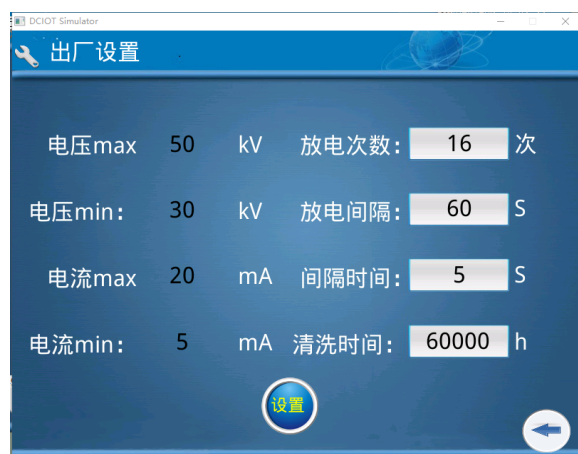 DCIOT Simulator
出厂设置
电压max 50 kV 放电次数： 16 次
电压min： 30 kV 放电间隔： 60 S
电流max 20 mA 间隔时间： 5 S
电流min： 5 mA 清洗时间： 60000 h
设置